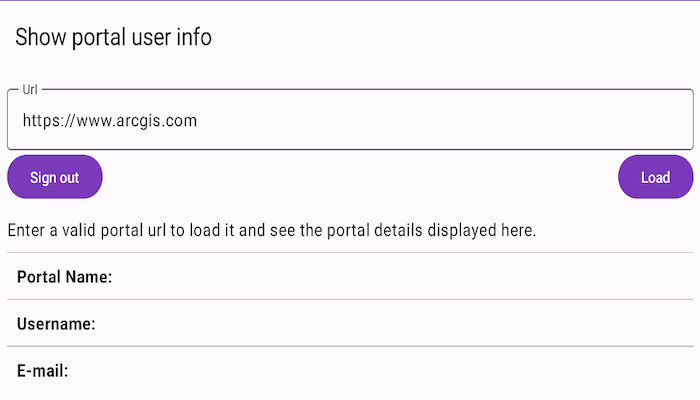 Show portal user info
Url
https://www.arcgis.com
Sign out
Load
Enter a valid portal url to load it and see the portal details displayed here.
Portal Name:
Username:
E-mail: